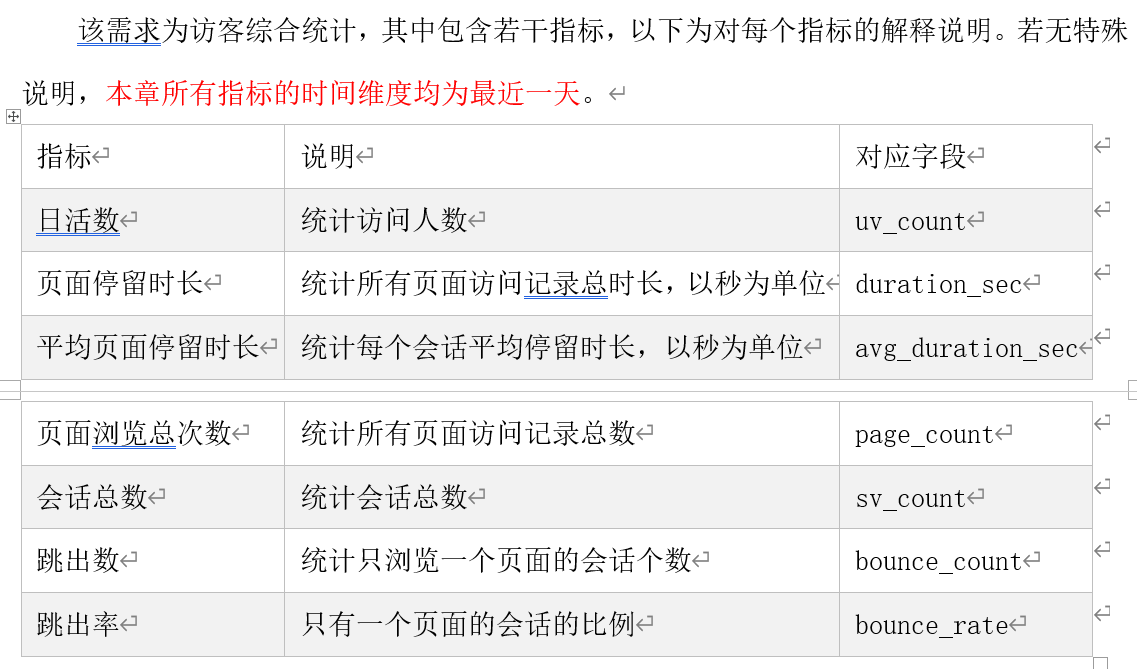 该需求为访客综合统计，其中包含若干指标，以下为对每个指标的解释说明。若无特殊
说明，本章所有指标的时间维度均为最近一天。
指标 说明 对应字段
日活数 统计访问人数 uv_count
页面停留时长 统计所有页面访问记录总时长，以秒为单位 duration_sec
平均页面停留时长 统计每个会话平均停留时长，以秒为单位 avg_duration_sec
页面浏览总次数 统计所有页面访问记录总数 page_count
会话总数 统计会话总数 sv_count
跳出数 统计只浏览一个页面的会话个数 bounce_count
跳出率 只有一个页面的会话的比例 bounce_rate